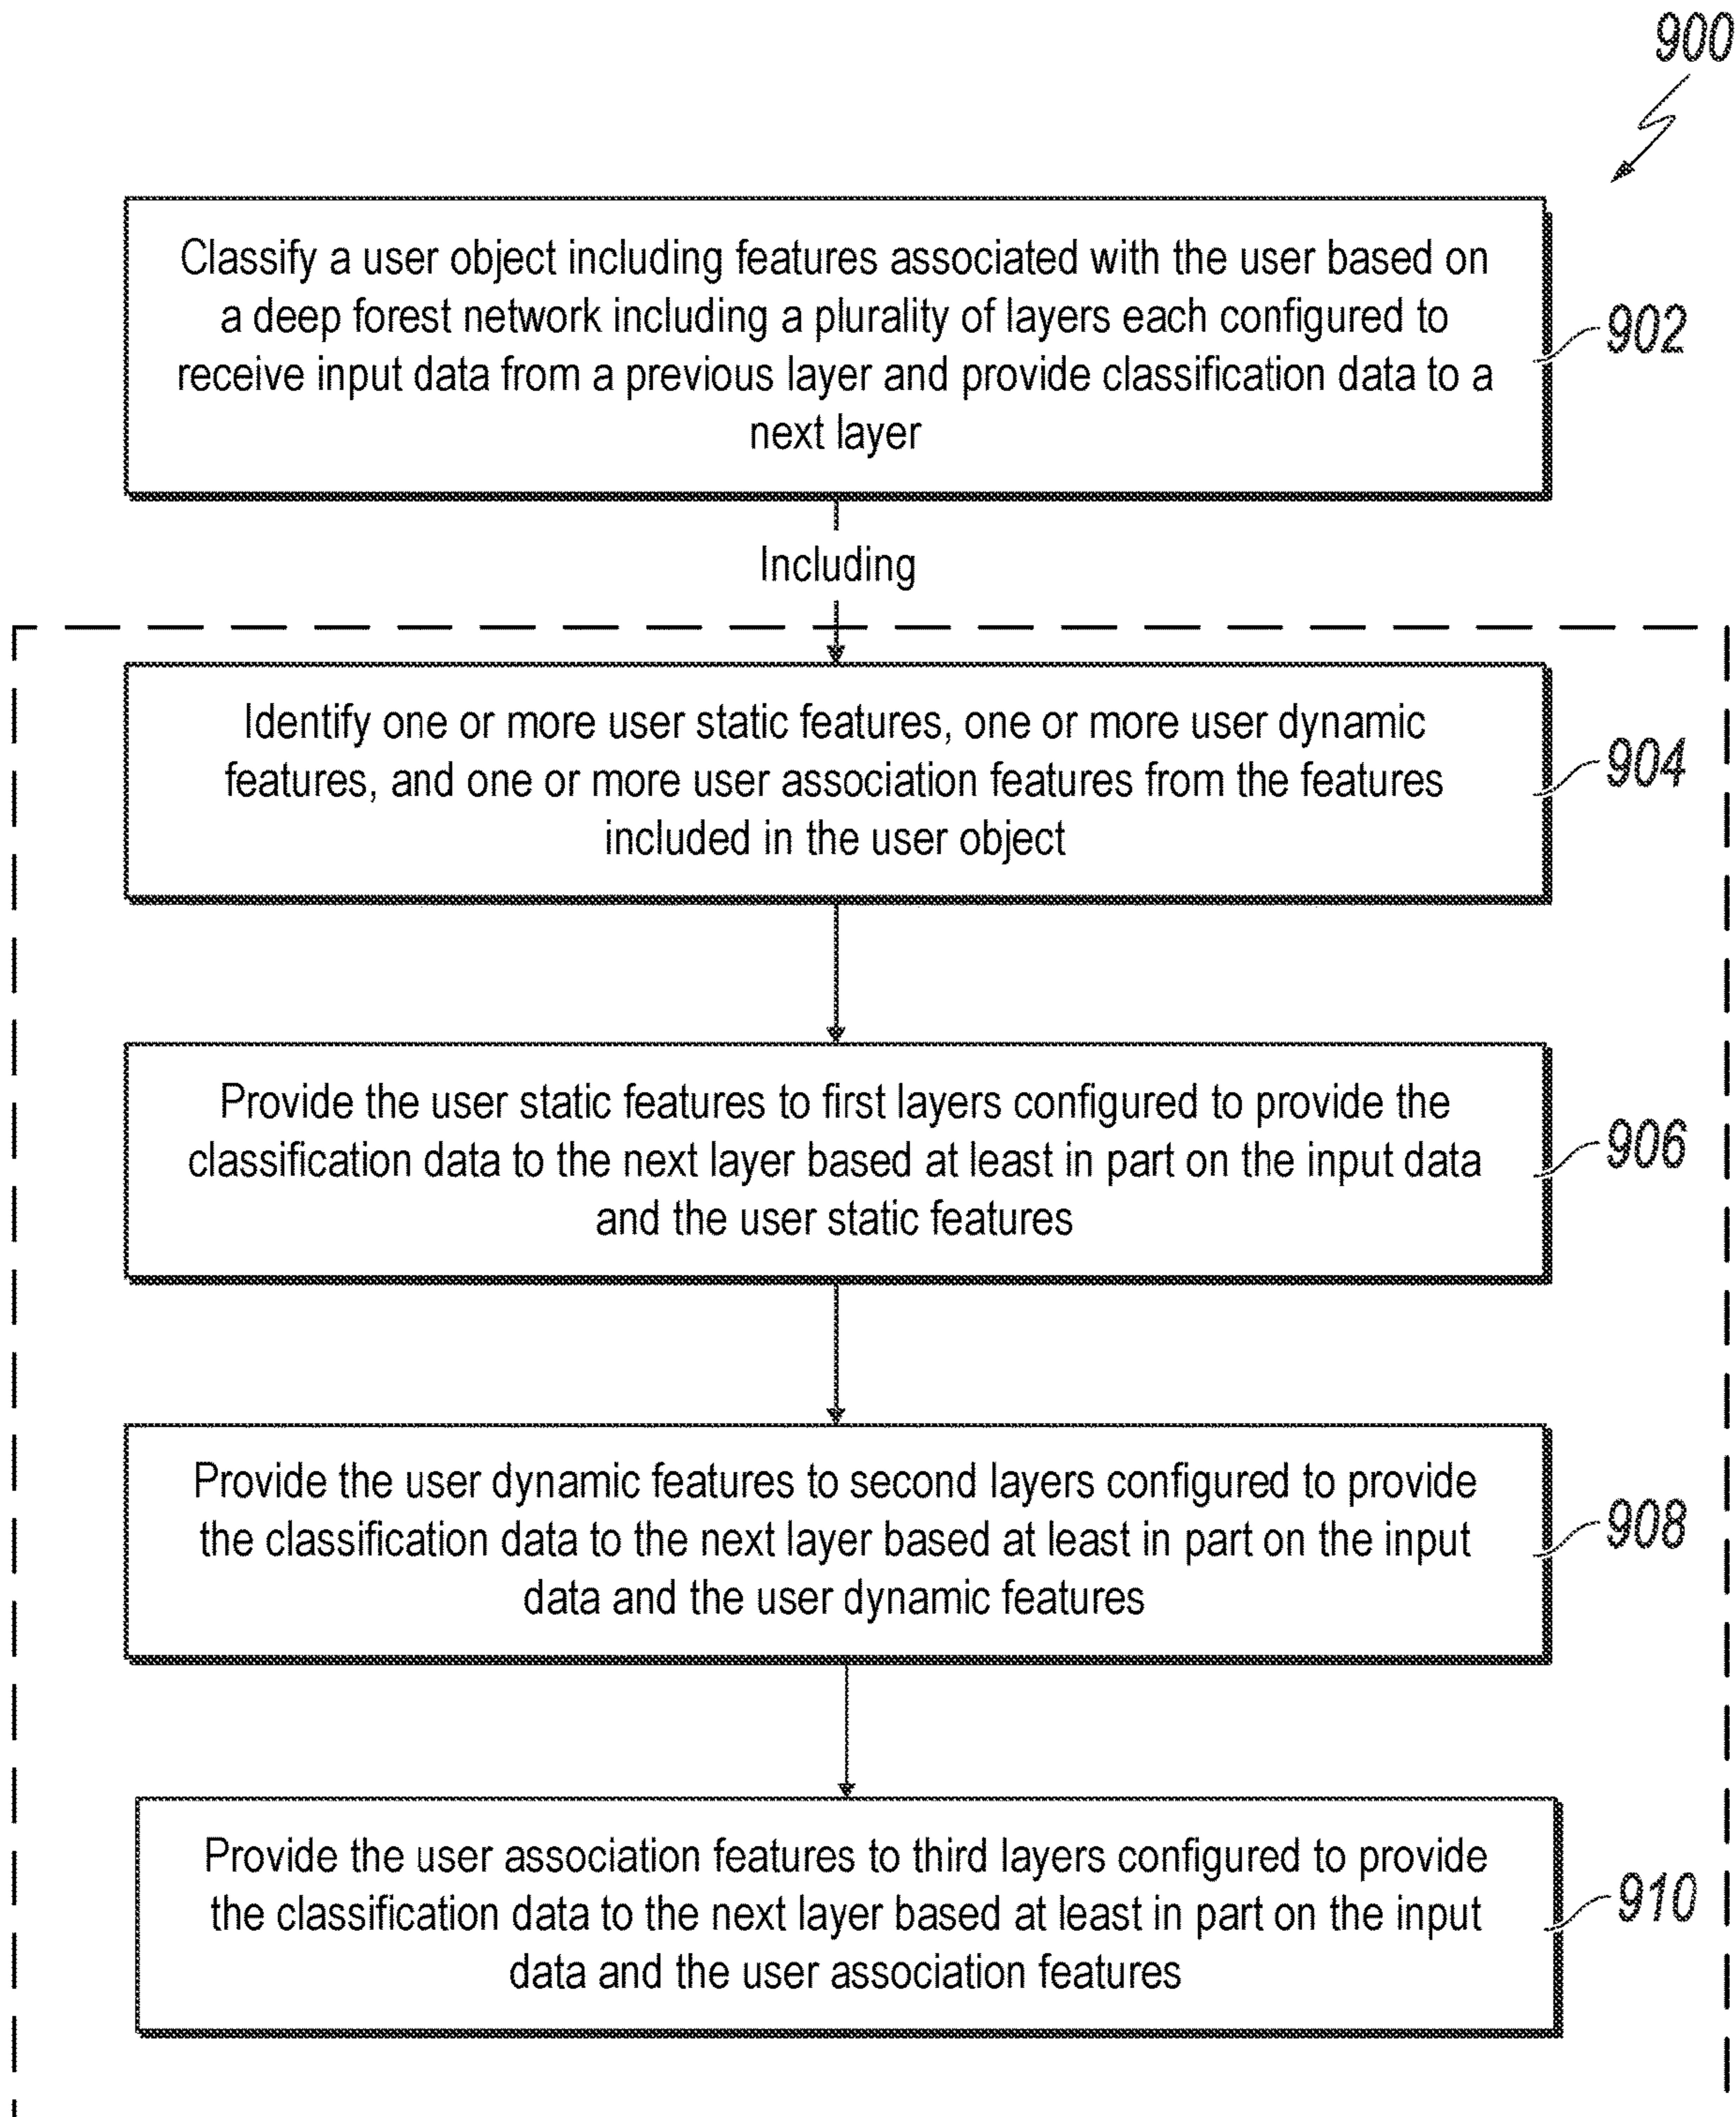 900
Classify a user object including features associated with the user based on
a deep forest network including a plurality of layers each configured to
receive input data from a previous layer and provide classification data to a
next layer
902
Including
Identify one or more user static features, one or more user dynamic
features, and one or more user association features from the features
included in the user object
904
Provide the user static features to first layers configured to provide the
classification data to the next layer based at least in part on the input data
and the user static features
906
Provide the user dynamic features to second layers configured to provide
the classification data to the next layer based at least in part on the input
data and the user dynamic features
908
Provide the user association features to third layers configured to provide
the classification data to the next layer based at least in part on the input
data and the user association features
910